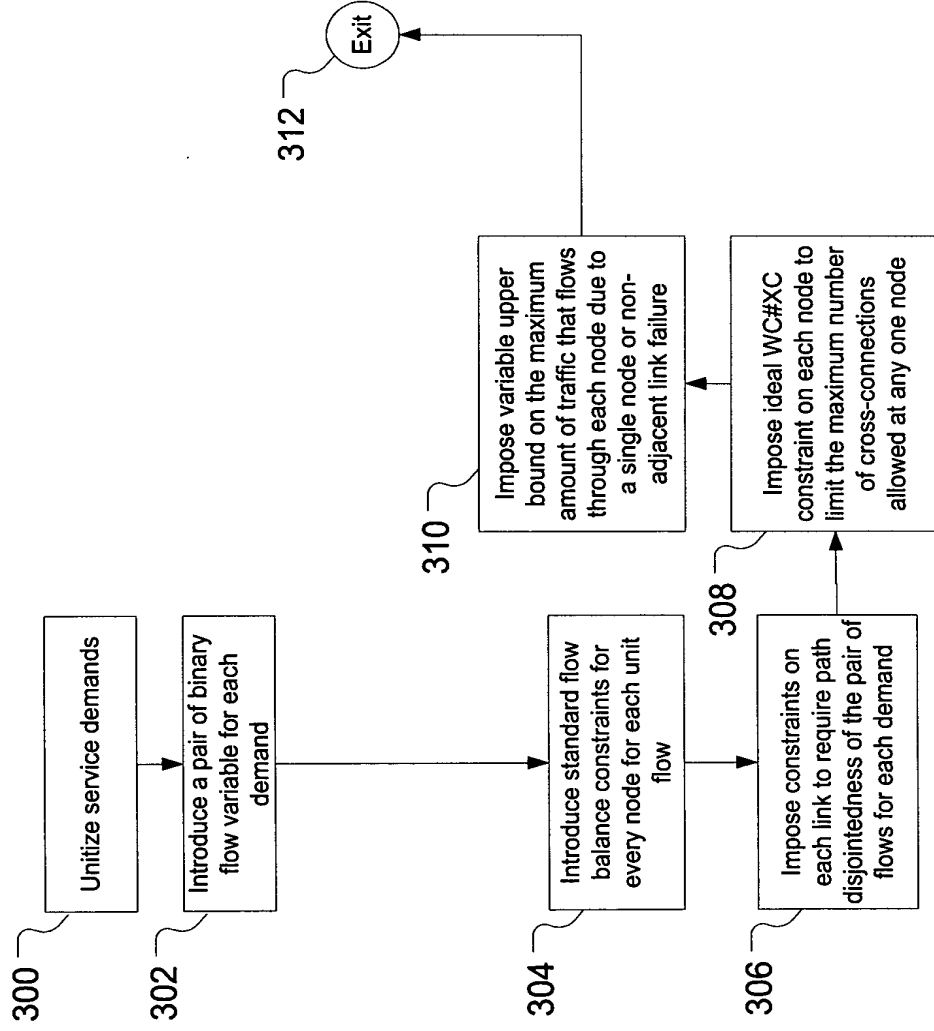 300
Unitize service demands
302
Introduce a pair of binary
flow variable for each
demand
304
Introduce standard flow
balance constraints for
every node for each unit
flow
306
Impose constraints on
each link to require path
disjointedness of the pair of
flows for each demand
308
Impose ideal WC#XC
constraint on each node to
limit the maximum number
of cross-connections
allowed at any one node
310
Impose variable upper
bound on the maximum
amount of traffic that flows
through each node due to
a single node or non-
adjacent link failure
312
Exit